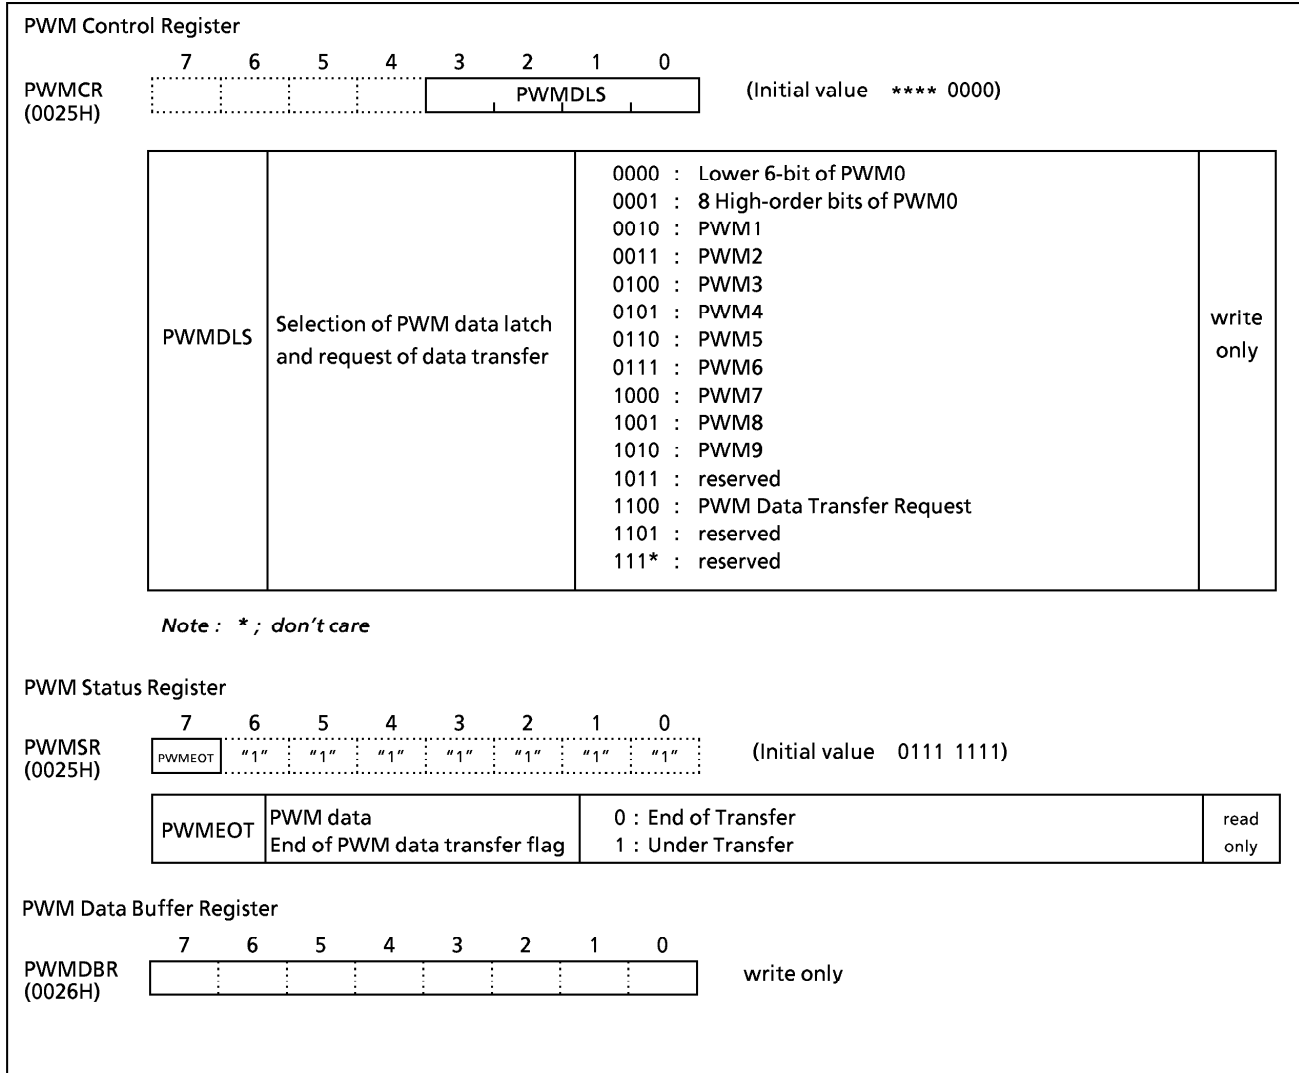 PWM Control Register
7 6 5 4 3 2 1 0
PWMCR
(0025H)
PWMDLS
(Initial value **** 0000)
PWMDLS
Selection of PWM data latch
and request of data transfer
0000 : Lower 6-bit of PWM0
0001 : 8 High-order bits of PWM0
0010 : PWM1
0011 : PWM2
0100 : PWM3
0101 : PWM4
0110 : PWM5
0111 : PWM6
1000 : PWM7
1001 : PWM8
1010 : PWM9
1011 : reserved
1100 : PWM Data Transfer Request
1101 : reserved
111* : reserved
write
only
Note : * ; don't care
PWM Status Register
7 6 5 4 3 2 1 0
PWMSR
(0025H)
PWMEOT "1" "1" "1" "1" "1" "1" "1"
(Initial value 0111 1111)
PWMEOT
PWM data
End of PWM data transfer flag
0 : End of Transfer
1 : Under Transfer
read
only
PWM Data Buffer Register
7 6 5 4 3 2 1 0
PWMDBR
(0026H)
write only